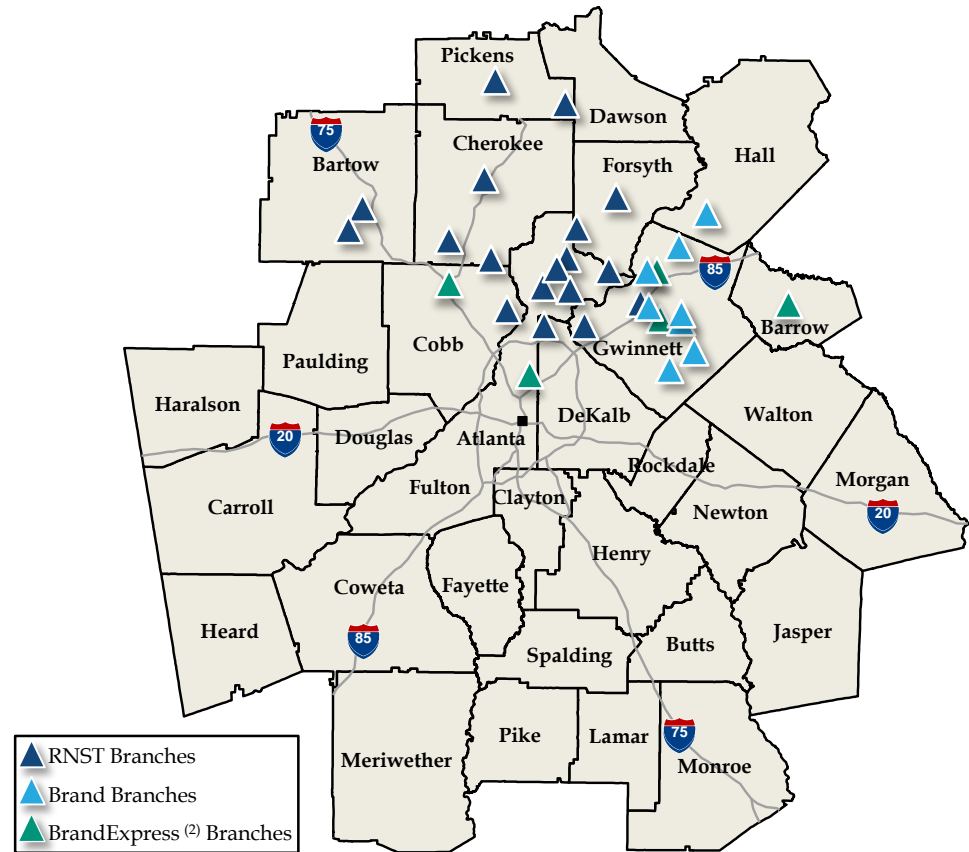 Pickens
Dawson
75
Cherokee
Hall
Bartow
Forsyth
85
Barrow
Cobb
Gwinnett
Paulding
Haralson
Walton
DeKalb
20
Douglas
Atlanta
Rockdale
Morgan
Fulton
Clayton
Carroll
Newton
20
Henry
Coweta
Fayette
Heard
Jasper
85
Butts
Spalding
75
Pike
Lamar
Meriwether
Monroe
RNST Branches
Brand Branches
BrandExpress (2) Branches